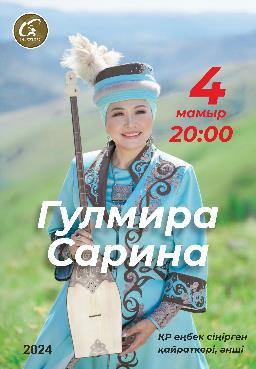 4
мамыр
20:00
Гулмира
Сарина
ҚР еңбек сіңірген
қайраткері, әнші
2024